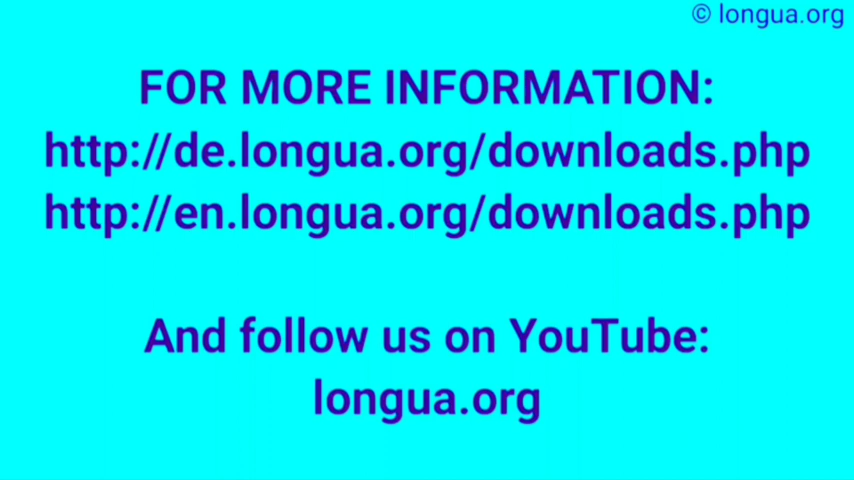 © longua.org
FOR MORE INFORMATION:
http://de.longua.org/downloads.php
http://en.longua.org/downloads.php
And follow us on YouTube:
longua.org